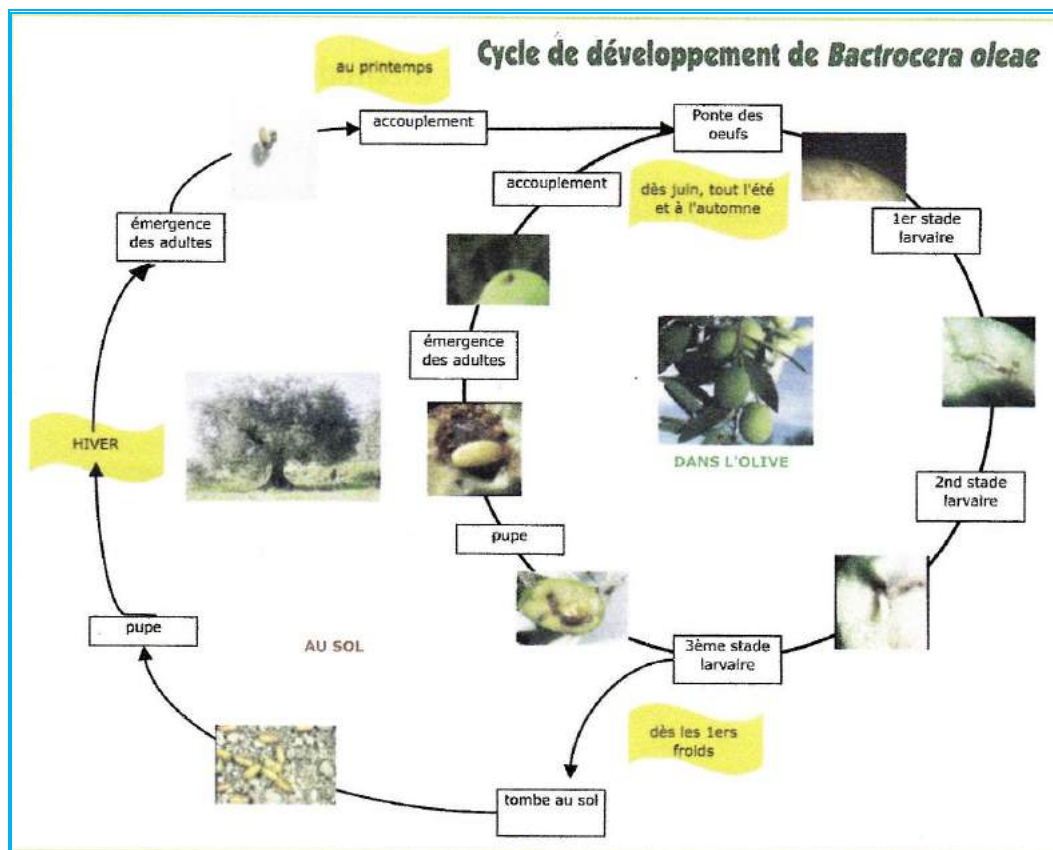 Cycle de développement de Bactrocera oleae
au printemps
accouplement
Ponte des
oeufs
accouplement
dès juin, tout l'été
et à l'automne
1er stade
larvaire
émergence
des adultes
émergence
des adultes
DANS L'OLIVE
HIVER
2nd stade
larvaire
pupe
pupe
AU SOL
3ème stade
larvaire
dès les 1ers
froids
tombe au sol